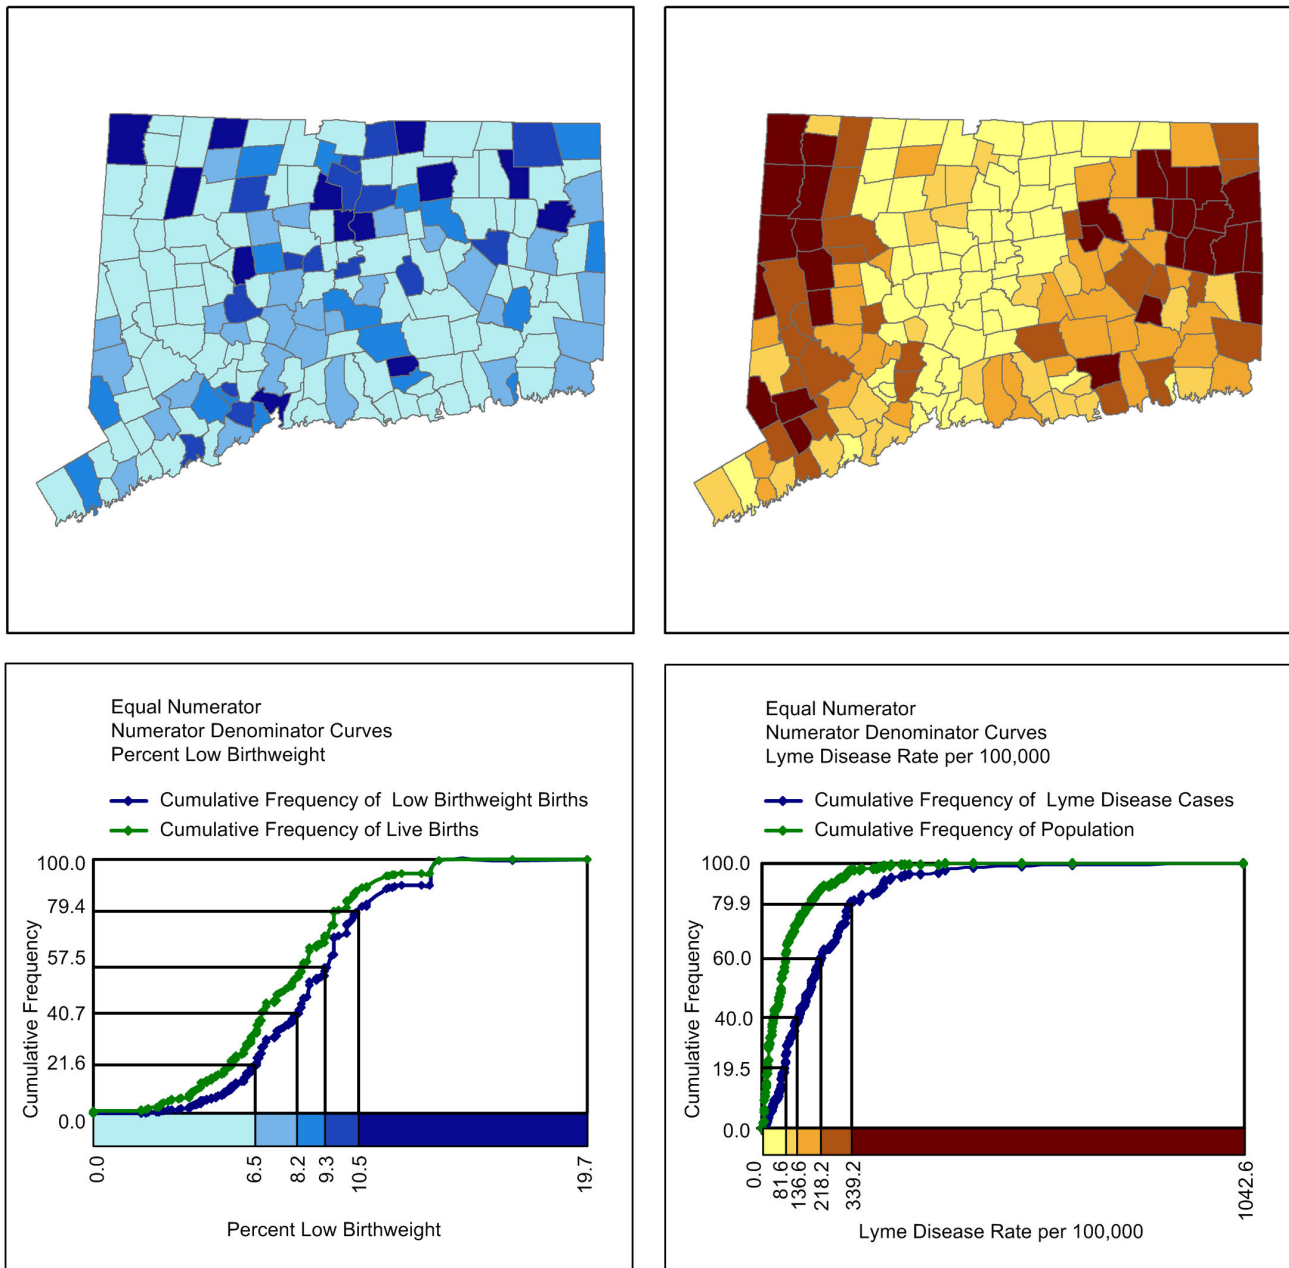 Equal Numerator
Numerator Denominator Curves
Percent Low Birthweight
Cumulative Frequency of Low Birthweight Births
Cumulative Frequency of Live Births
100.0
79.4
57.5
40.7
21.6
0.0
Cumulative Frequency
0.0
6.5
8.2
9.3
10.5
19.7
Percent Low Birthweight
Equal Numerator
Numerator Denominator Curves
Lyme Disease Rate per 100,000
Cumulative Frequency of Lyme Disease Cases
Cumulative Frequency of Population
100.0
79.9
60.0
40.0
19.5
0.0
Cumulative Frequency
0.0
81.6
136.6
218.2
339.2
1042.6
Lyme Disease Rate per 100,000